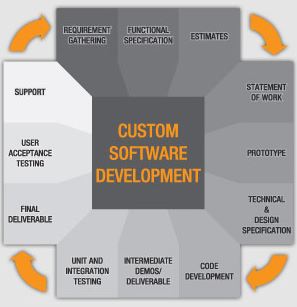 REQUIREMENT
GATHERING
FUNCTIONAL
SPECIFICATION
ESTIMATES
STATEMENT
OF WORK
PROTOTYPE
TECHNICAL
&
DESIGN
SPECIFICATION
CODE
DEVELOPMENT
INTERMEDIATE
DEMOS/
DELIVERABLE
UNIT AND
INTEGRATION
TESTING
FINAL
DELIVERABLE
USER
ACCEPTANCE
TESTING
SUPPORT
CUSTOM
SOFTWARE
DEVELOPMENT